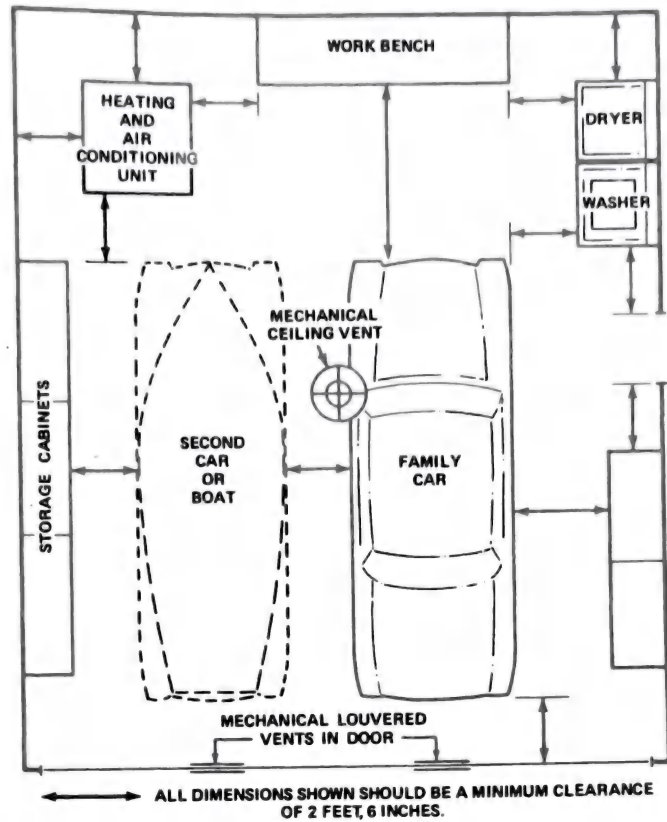 WORK BENCH
HEATING
AND
AIR
CONDITIONING
UNIT
DRYER
WASHER
MECHANICAL
CEILING VENT
STORAGE CABINETS
SECOND
CAR
OR
BOAT
FAMILY
CAR
MECHANICAL LOUVERED
VENTS IN DOOR
ALL DIMENSIONS SHOWN SHOULD BE A MINIMUM CLEARANCE
OF 2 FEET, 6 INCHES.